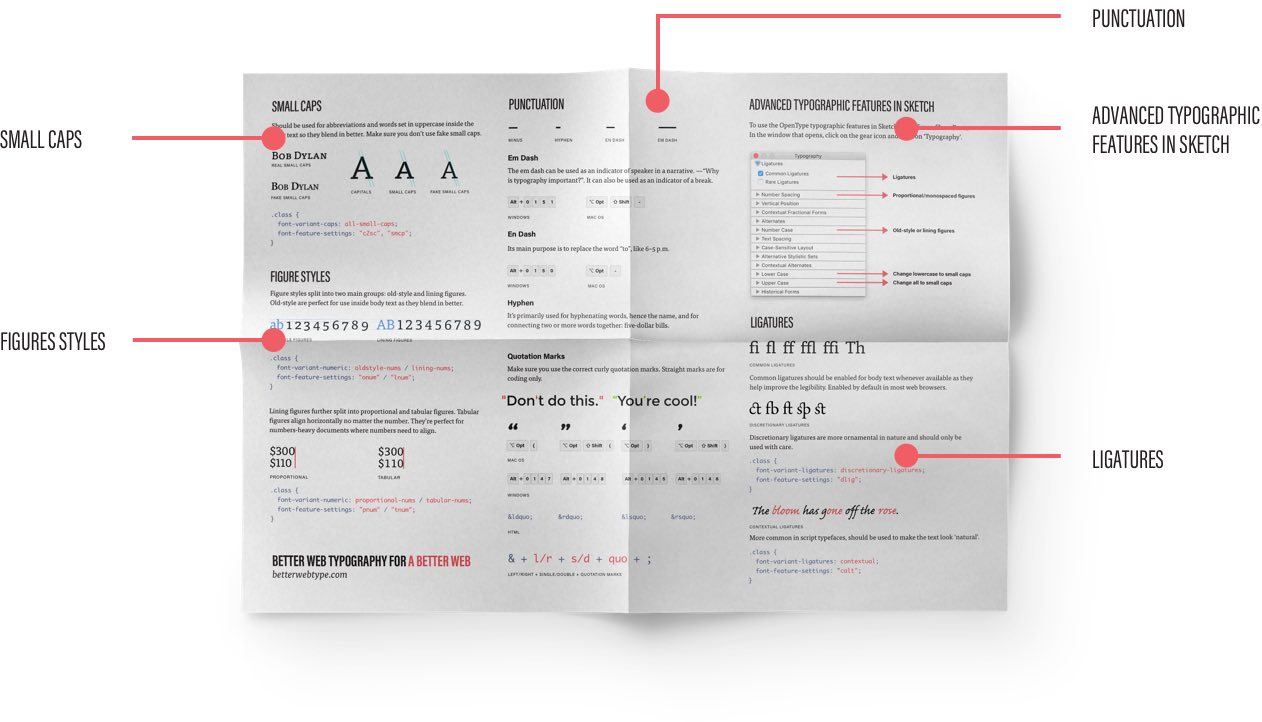 PUNCTUATION
ADVANCED TYPOGRAPHIC
FEATURES IN SKETCH
SMALL CAPS
FIGURES STYLES
LIGATURES
SMALL CAPS
Should be used for abbreviations and words set in uppercase inside the
text so they blend in better. Make sure you don't use fake small caps.
BOB DYLAN
REAL SMALL CAPS
BOB DYLAN
FAKE SMALL CAPS
A A A
CAPITALS SMALL CAPS FAKE SMALL CAPS
.class {
font-variant-caps: all-small-caps;
font-feature-settings: "c2sc", "smcp";
}
FIGURE STYLES
Figure styles split into two main groups: old-style and lining figures.
Old-style are perfect for use inside body text as they blend in better.
ab123456789 AB123456789
FIGURES LINING FIGURES
.class {
font-variant-numeric: oldstyle-nums / lining-nums;
font-feature-settings: "onum" / "lnum";
}
Lining figures further split into proportional and tabular figures. Tabular
figures align horizontally no matter the number. They're perfect for
numbers-heavy documents where numbers need to align.
$300 $300
$110 $110
PROPORTIONAL TABULAR
.class {
font-variant-numeric: proportional-nums / tabular-nums;
font-feature-settings: "pnum" / "tnum";
}
BETTER WEB TYPOGRAPHY FOR A BETTER WEB
betterwebtype.com
PUNCTUATION
– - – —
MINUS HYPHEN EN DASH EM DASH
Em Dash
The em dash can be used as an indicator of speaker in a narrative. —“Why
is typography important?”. It can also be used as an indicator of a break.
Alt + 0 1 5 1 ⌥ Opt ⇧ Shift -
WINDOWS MAC OS
En Dash
Its main purpose is to replace the word "to", like 6–5 p.m.
Alt + 0 1 5 0 ⌥ Opt -
WINDOWS MAC OS
Hyphen
It's primarily used for hyphenating words, hence the name, and for
connecting two or more words together: five-dollar bills.
Quotation Marks
Make sure you use the correct curly quotation marks. Straight marks are for
coding only.
"Don't do this." “You’re cool!”
“ ” ‘ ’
⌥ Opt [ ⌥ Opt ⇧ Shift [ ⌥ Opt ] ⌥ Opt ⇧ Shift ]
MAC OS
Alt + 0 1 4 7 Alt + 0 1 4 8 Alt + 0 1 4 5 Alt + 0 1 4 6
WINDOWS
&ldquo; &rdquo; &lsquo; &rsquo;
HTML
& + l/r + s/d + quo + ;
LEFT/RIGHT + SINGLE/DOUBLE + QUOTATION MARKS
ADVANCED TYPOGRAPHIC FEATURES IN SKETCH
To use the OpenType typographic features in Sketch
In the window that opens, click on the gear icon and on 'Typography'.
Typography
Ligatures
Common Ligatures
Rare Ligatures
Number Spacing
Vertical Position
Contextual Fractional Forms
Alternates
Number Case
Text Spacing
Case-Sensitive Layout
Alternative Stylistic Sets
Contextual Alternates
Lower Case
Upper Case
Historical Forms
Ligatures
Proportional/monospaced figures
Old-style or lining figures
Change lowercase to small caps
Change all to small caps
LIGATURES
fi fl ff ffl ffi Th
COMMON LIGATURES
Common ligatures should be enabled for body text whenever available as they
help improve the legibility. Enabled by default in most web browsers.
ct fb ft sp st
DISCRETIONARY LIGATURES
Discretionary ligatures are more ornamental in nature and should only be
used with care.
.class {
font-variant-ligatures: discretionary-ligatures;
font-feature-settings: "dlig";
}
The bloom has gone off the rose.
CONTEXTUAL LIGATURES
More common in script typefaces, should be used to make the text look 'natural'.
.class {
font-variant-ligatures: contextual;
font-feature-settings: "calt";
}